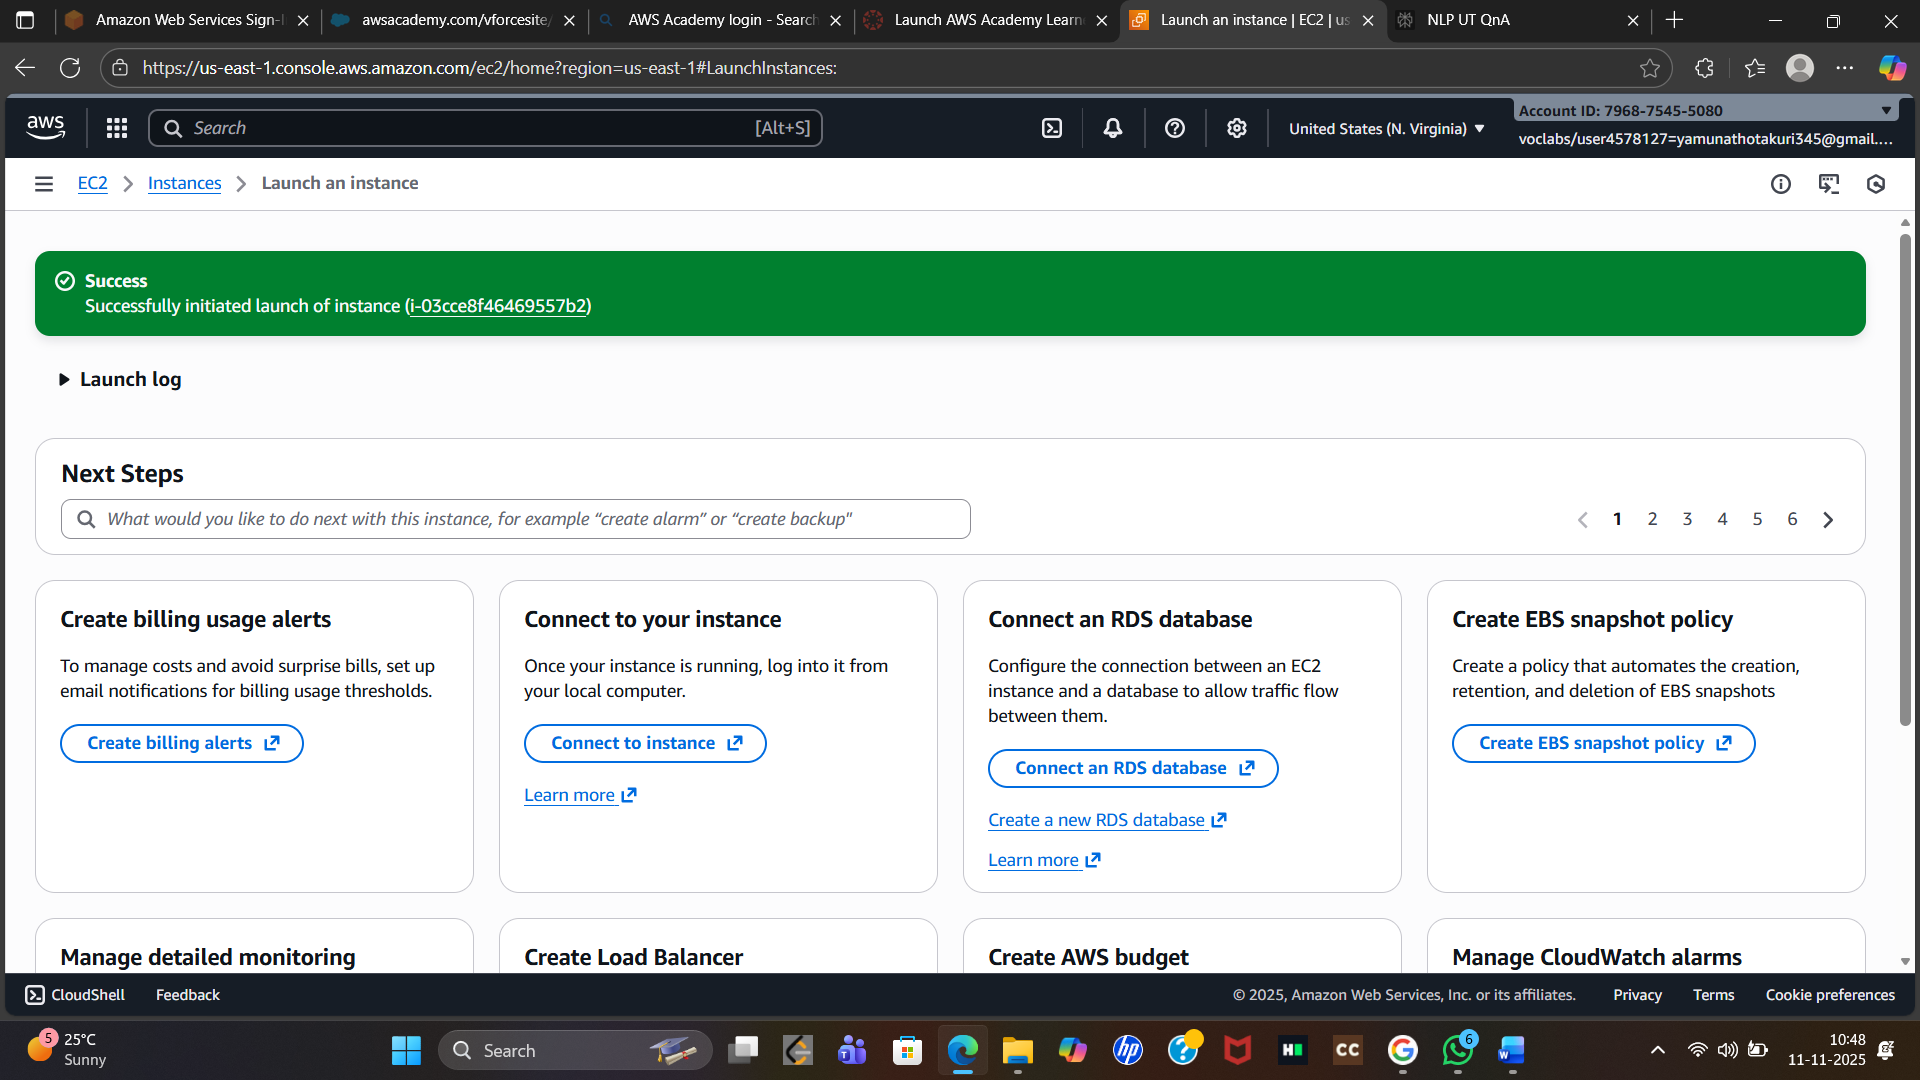 Amazon Web Services Sign-I
awsacademy.com/vforcesite/
AWS Academy login - Search
Launch AWS Academy Learne
Launch an instance | EC2 | us
NLP UT QnA
https://us-east-1.console.aws.amazon.com/ec2/home?region=us-east-1#LaunchInstances:
aws
Search
[Alt+S]
United States (N. Virginia)
Account ID: 7968-7545-5080
voclabs/user4578127=yamunathotakuri345@gmail....
EC2
Instances
Launch an instance
Success
Successfully initiated launch of instance (i-03cce8f46469557b2)
Launch log
Next Steps
What would you like to do next with this instance, for example “create alarm” or “create backup"
1 2 3 4 5 6
Create billing usage alerts
To manage costs and avoid surprise bills, set up
email notifications for billing usage thresholds.
Create billing alerts
Connect to your instance
Once your instance is running, log into it from
your local computer.
Connect to instance
Learn more
Connect an RDS database
Configure the connection between an EC2
instance and a database to allow traffic flow
between them.
Connect an RDS database
Create a new RDS database
Learn more
Create EBS snapshot policy
Create a policy that automates the creation,
retention, and deletion of EBS snapshots
Create EBS snapshot policy
Manage detailed monitoring
Create Load Balancer
Create AWS budget
Manage CloudWatch alarms
CloudShell
Feedback
© 2025, Amazon Web Services, Inc. or its affiliates.
Privacy
Terms
Cookie preferences
5
25°C
Sunny
Search
hp
CC
6
10:48
11-11-2025